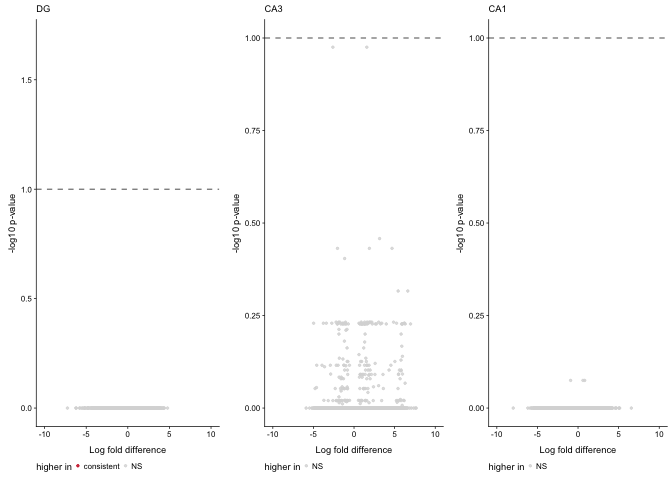 DG
-log10 p-value
1.5
1.0
0.5
0.0
-10 -5 0 5 10
Log fold difference
higher in consistent NS
CA3
-log10 p-value
1.00
0.75
0.50
0.25
0.00
-10 -5 0 5 10
Log fold difference
higher in NS
CA1
-log10 p-value
1.00
0.75
0.50
0.25
0.00
-10 -5 0 5 10
Log fold difference
higher in NS